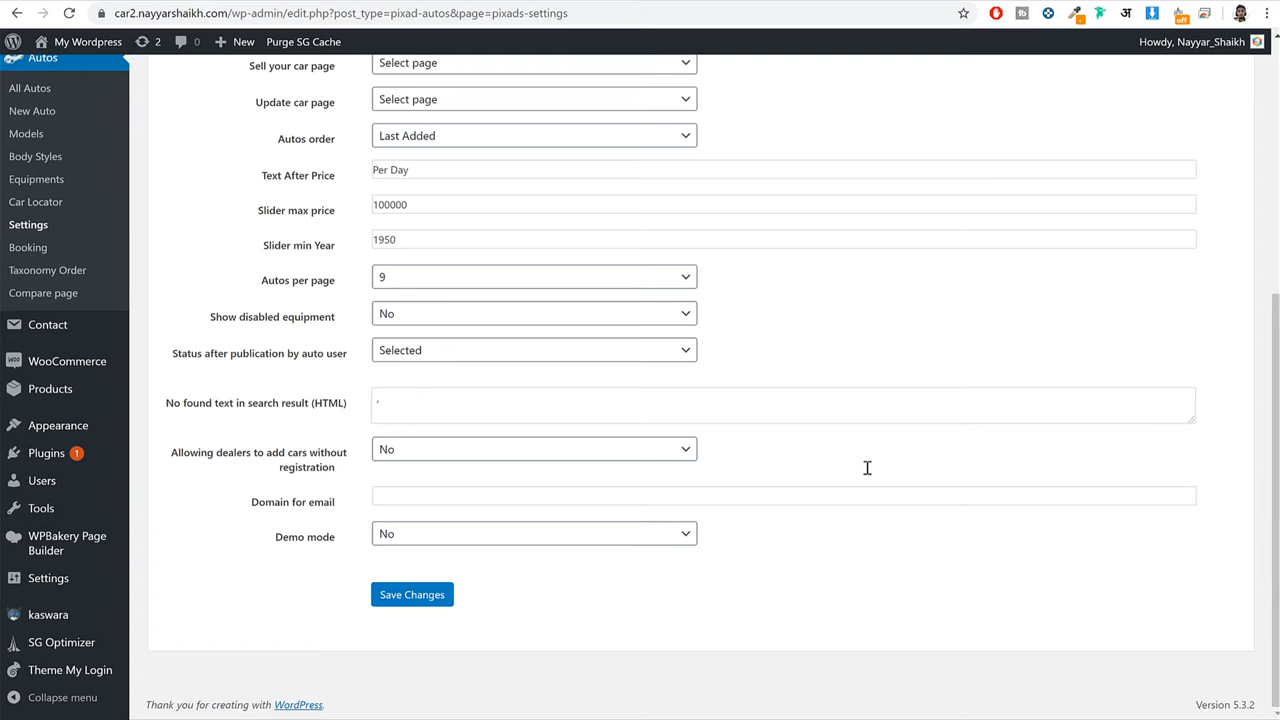 car2.nayyarshaikh.com/wp-admin/edit.php?post_type=pixad-autos&page=pixads-settings
अ
off
My Wordpress
2
0
New
Purge SG Cache
Howdy, Nayyar_Shaikh
Autos
All Autos
New Auto
Models
Body Styles
Equipments
Car Locator
Settings
Booking
Taxonomy Order
Compare page
Contact
WooCommerce
Products
Appearance
Plugins 1
Users
Tools
WPBakery Page
Builder
Settings
kaswara
SG Optimizer
Theme My Login
Collapse menu
Sell your car page Select page
Update car page Select page
Autos order Last Added
Text After Price Per Day
Slider max price 100000
Slider min Year 1950
Autos per page 9
Show disabled equipment No
Status after publication by auto user Selected
No found text in search result (HTML) ,
Allowing dealers to add cars without No
registration
Domain for email
Demo mode No
Save Changes
Thank you for creating with WordPress.
Version 5.3.2